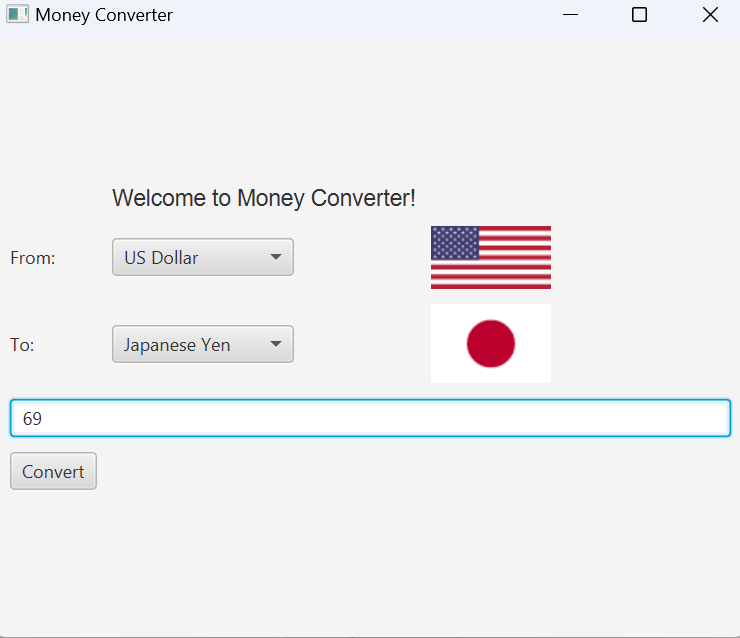 Money Converter
Welcome to Money Converter!
From:
US Dollar
To:
Japanese Yen
69
Convert